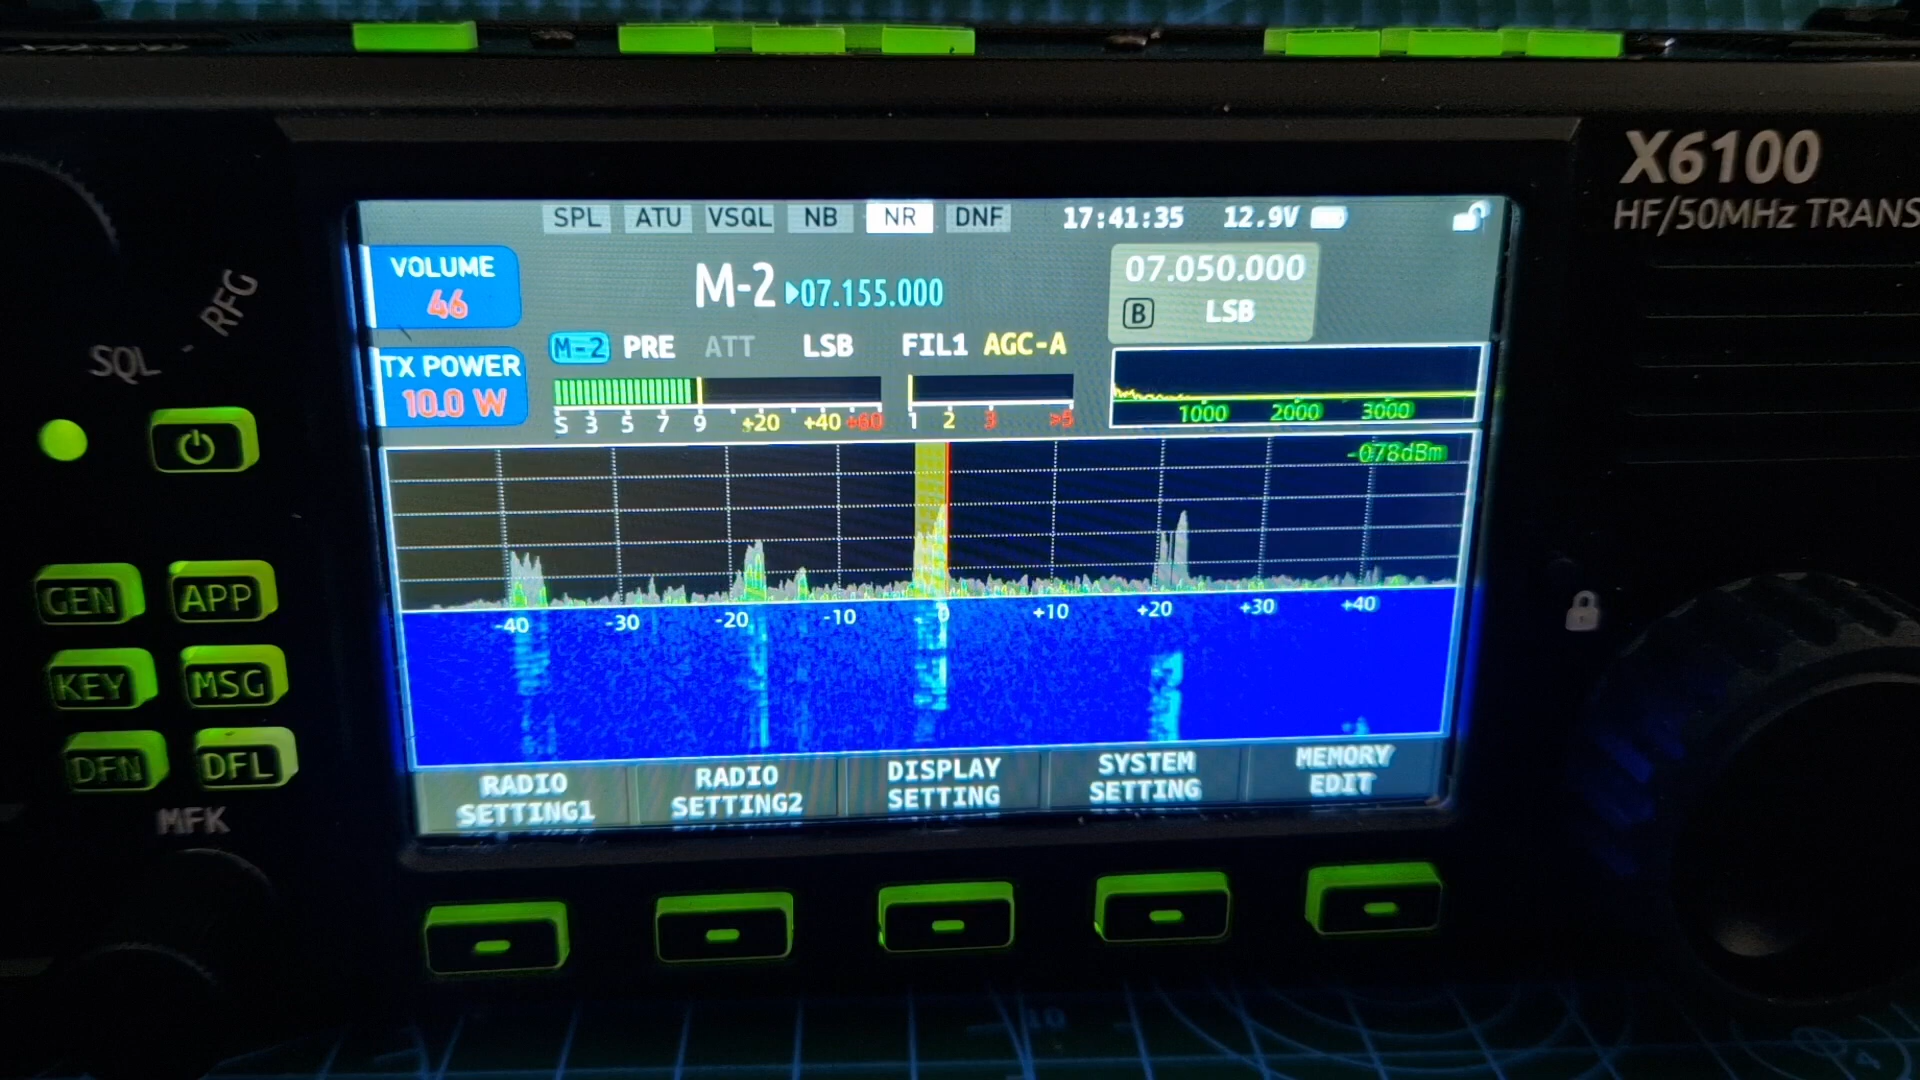 X6100
HF/50MHz TRANS
SPL ATU VSQL NB NR DNF 17:41:35 12.9V
VOLUME
46
M-2 07.155.000
07.050.000
B LSB
TX POWER
10.0 W
M-2 PRE ATT LSB FIL1 AGC-A
S 3 5 7 9 +20 +40 +60
1 2 3 >5
1000 2000 3000
-078dBm
-40 -30 -20 -10 0 +10 +20 +30 +40
RADIO SETTING1
RADIO SETTING2
DISPLAY SETTING
SYSTEM SETTING
MEMORY EDIT
SQL - RFG
GEN APP
KEY MSG
DFN DFL
MFK
10